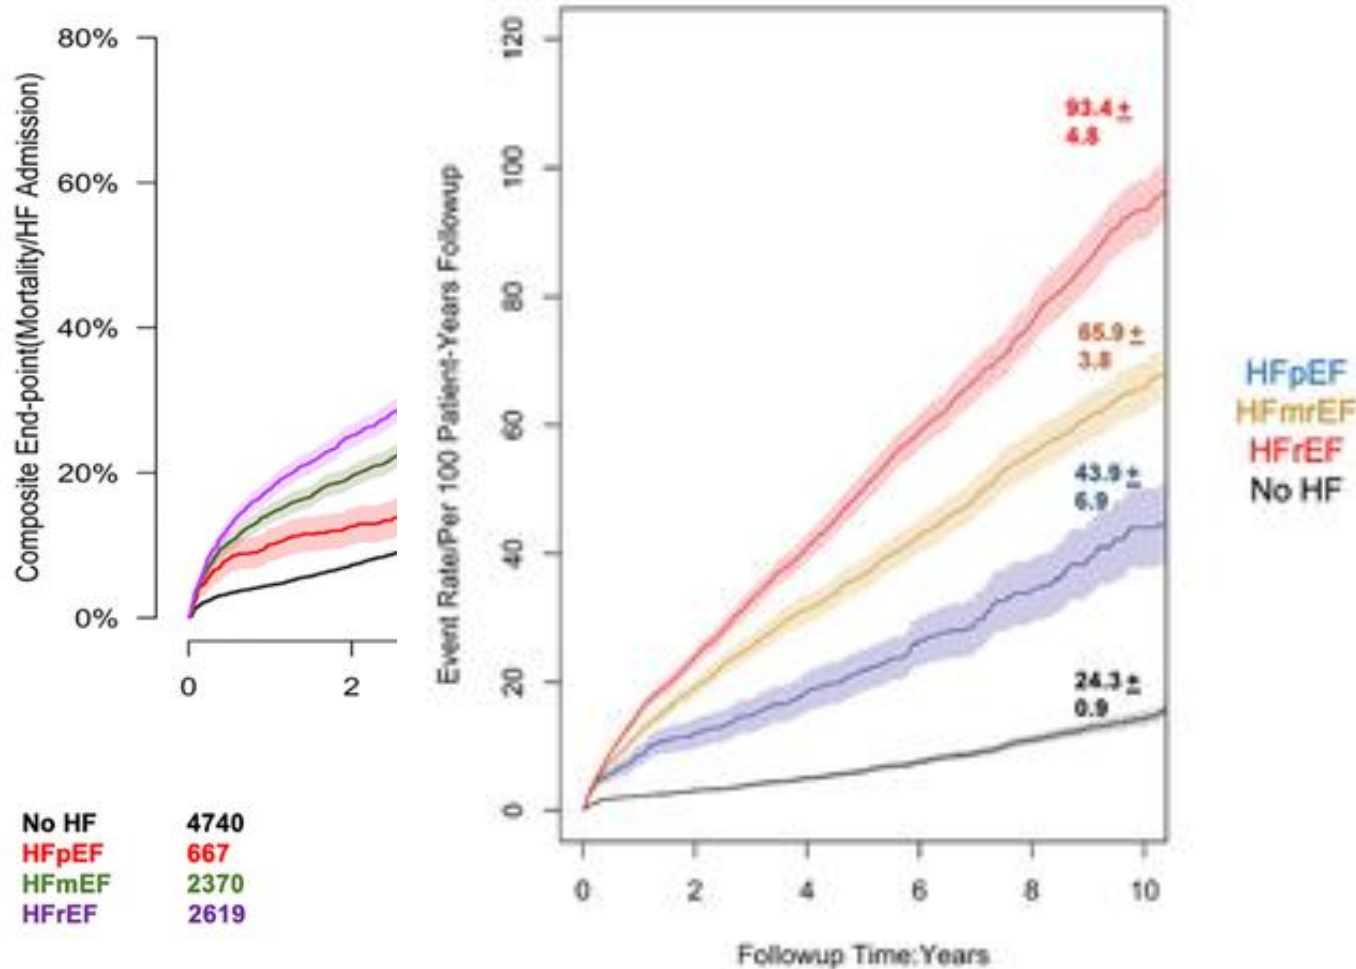 Composite End-point(Mortality/HF Admission)
80%
60%
40%
20%
0%
0 2
No HF 4740
HFpEF 667
HFmEF 2370
HFrEF 2619
Event Rate/Per 100 Patient-Years Followup
120
100
80
60
40
20
0
93.4 ±
4.8
65.9 ±
3.8
43.9 ±
6.9
24.3 ±
0.9
0 2 4 6 8 10
Followup Time:Years
HFpEF
HFmrEF
HFrEF
No HF